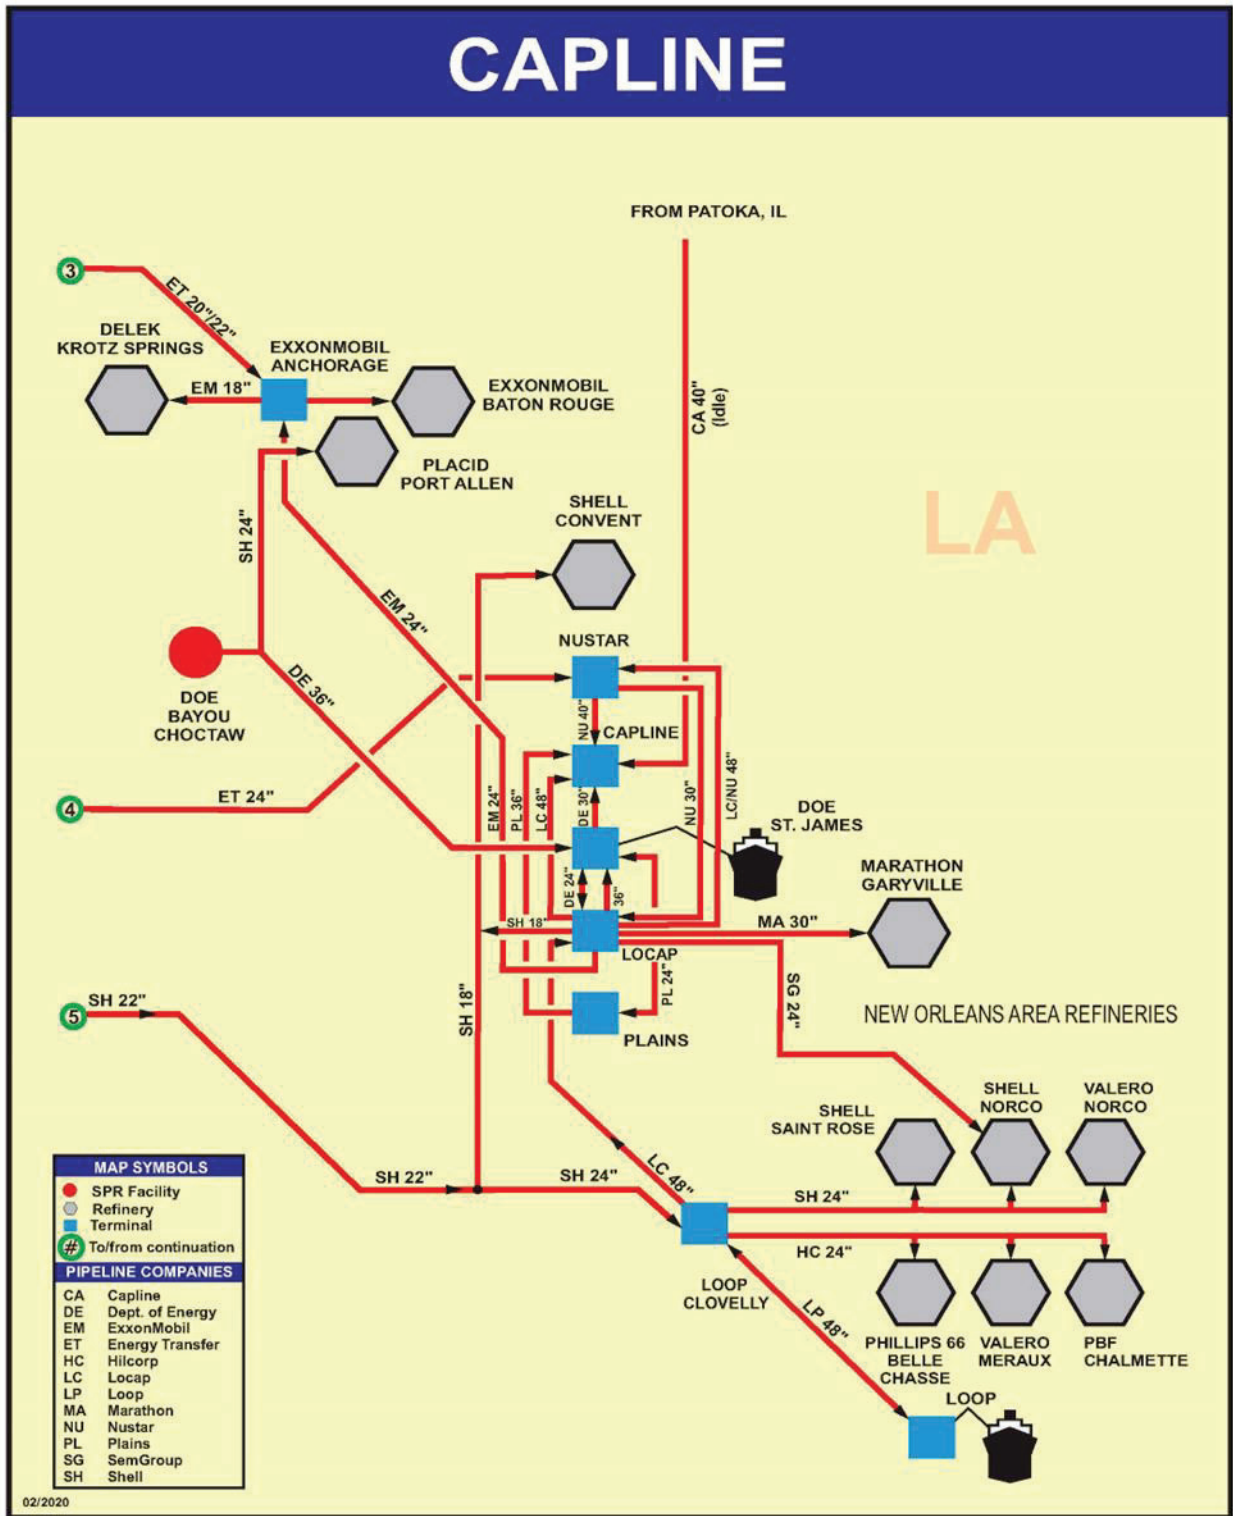 CAPLINE
FROM PATOKA, IL
3
ET 20"/22"
DELEK
KROTZ SPRINGS
EXXONMOBIL
ANCHORAGE
EM 18"
EXXONMOBIL
BATON ROUGE
CA 40"
(Idle)
PLACID
PORT ALLEN
SH 24"
SHELL
CONVENT
LA
EM 24"
NUSTAR
DE 36"
DOE
BAYOU
CHOCTAW
NU 40"
CAPLINE
LC/NU 48"
4
ET 24"
EM 24"
PL 36"
LC 48"
DE 30"
NU 30"
DOE
ST. JAMES
MARATHON
GARYVILLE
DE 24"
36"
SH 18"
MA 30"
LOCAP
PL 24"
SG 24"
5
SH 22"
SH 18"
NEW ORLEANS AREA REFINERIES
PLAINS
SHELL
SAINT ROSE
SHELL
NORCO
VALERO
NORCO
SH 22"
SH 24"
LC 48"
SH 24"
HC 24"
LOOP
CLOVELLY
LP 48"
PHILLIPS 66
BELLE
CHASSE
VALERO
MERAUX
PBF
CHALMETTE
LOOP
MAP SYMBOLS
SPR Facility
Refinery
Terminal
# To/from continuation
PIPELINE COMPANIES
CA Capline
DE Dept. of Energy
EM ExxonMobil
ET Energy Transfer
HC Hilcorp
LC Locap
LP Loop
MA Marathon
NU Nustar
PL Plains
SG SemGroup
SH Shell
02/2020